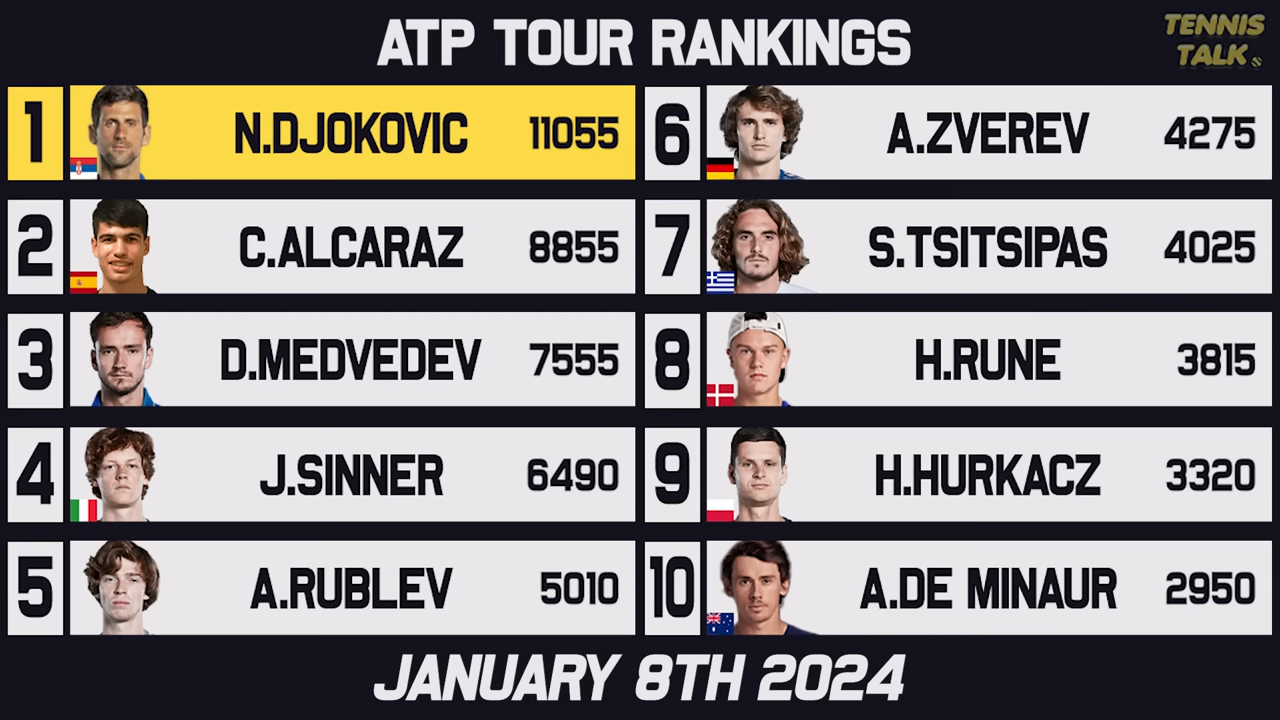 ATP TOUR RANKINGS
TENNIS
TALK
1 N.DJOKOVIC 11055
2 C.ALCARAZ 8855
3 D.MEDVEDEV 7555
4 J.SINNER 6490
5 A.RUBLEV 5010
6 A.ZVEREV 4275
7 S.TSITSIPAS 4025
8 H.RUNE 3815
9 H.HURKACZ 3320
10 A.DE MINAUR 2950
JANUARY 8TH 2024